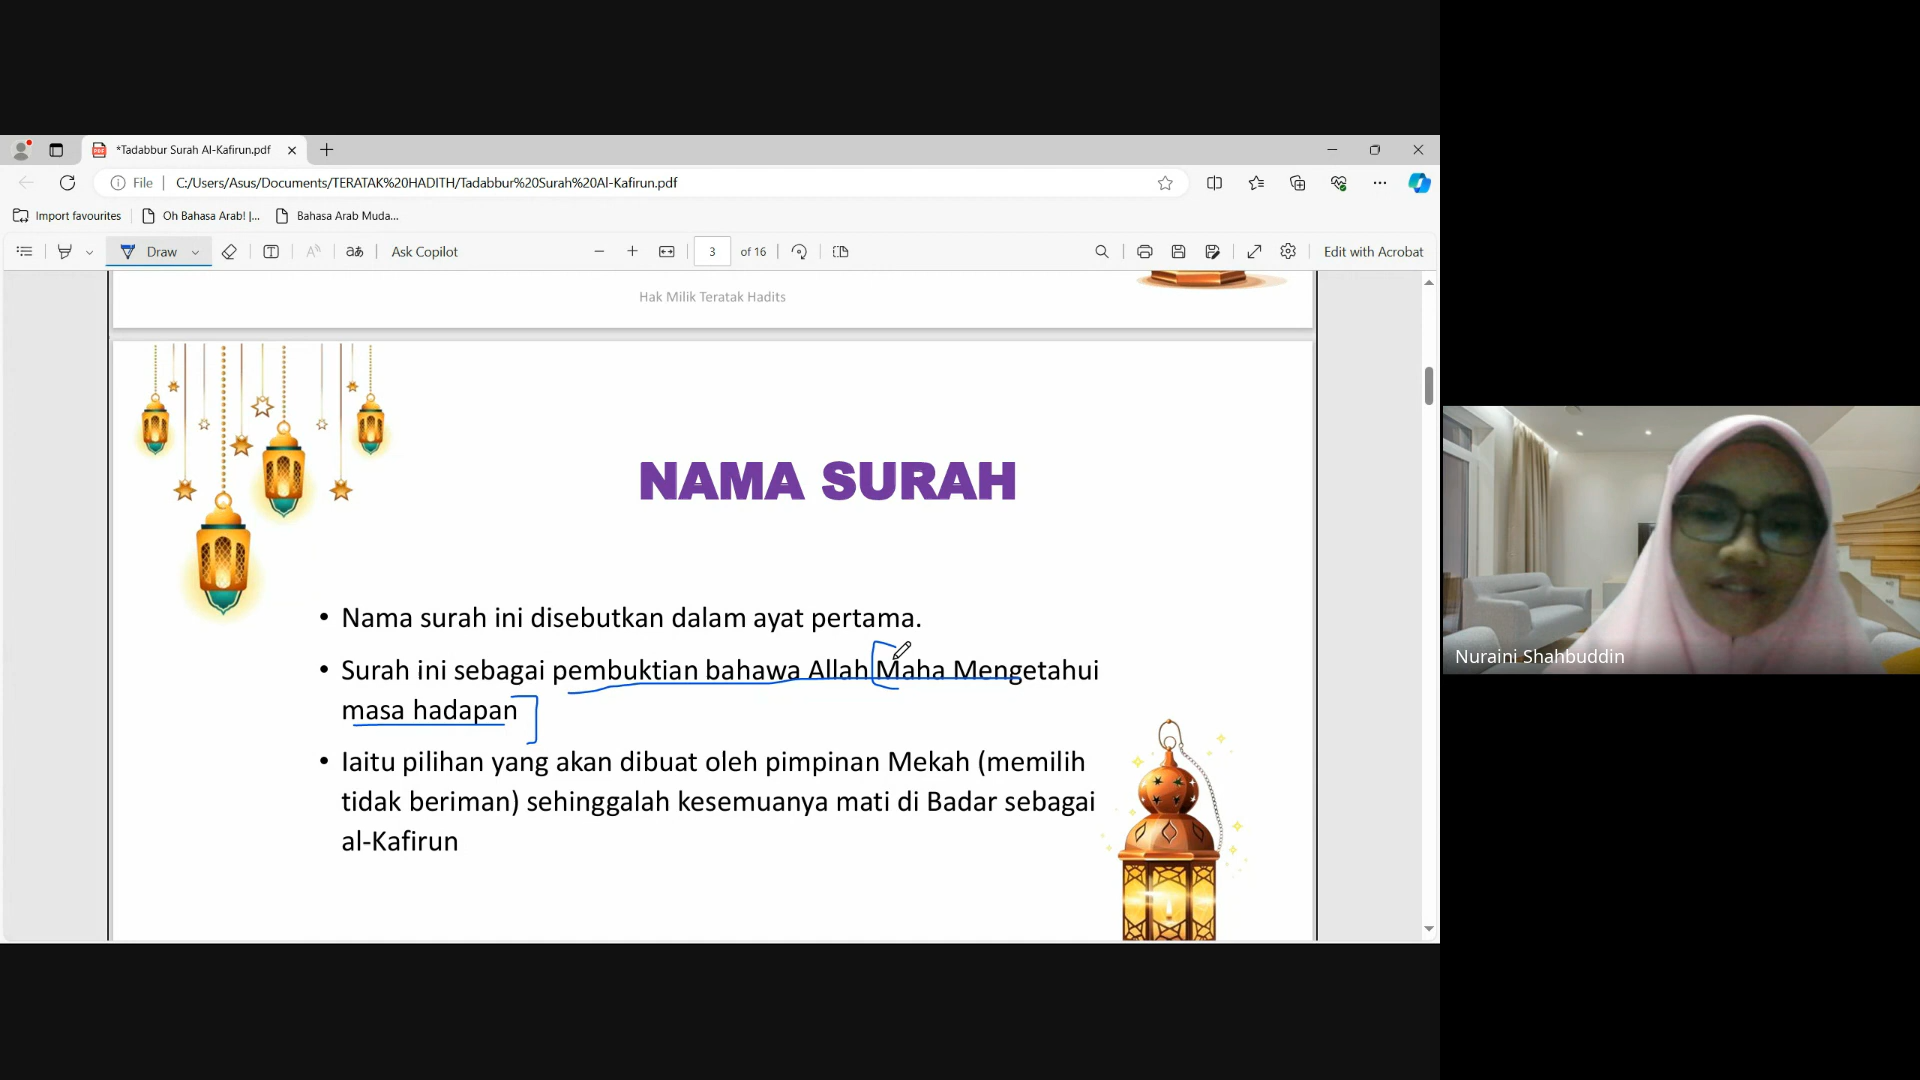 *Tadabbur Surah Al-Kafirun.pdf
File
C:/Users/Asus/Documents/TERATAK%20HADITH/Tadabbur%20Surah%20Al-Kafirun.pdf
Import favourites
Oh Bahasa Arab! |...
Bahasa Arab Muda...
Draw
aあ
Ask Copilot
3 of 16
Edit with Acrobat
Hak Milik Teratak Hadits
NAMA SURAH
• Nama surah ini disebutkan dalam ayat pertama.
• Surah ini sebagai pembuktian bahawa Allah Maha Mengetahui
masa hadapan
• Iaitu pilihan yang akan dibuat oleh pimpinan Mekah (memilih
tidak beriman) sehinggalah kesemuanya mati di Badar sebagai
al-Kafirun
Nuraini Shahbuddin